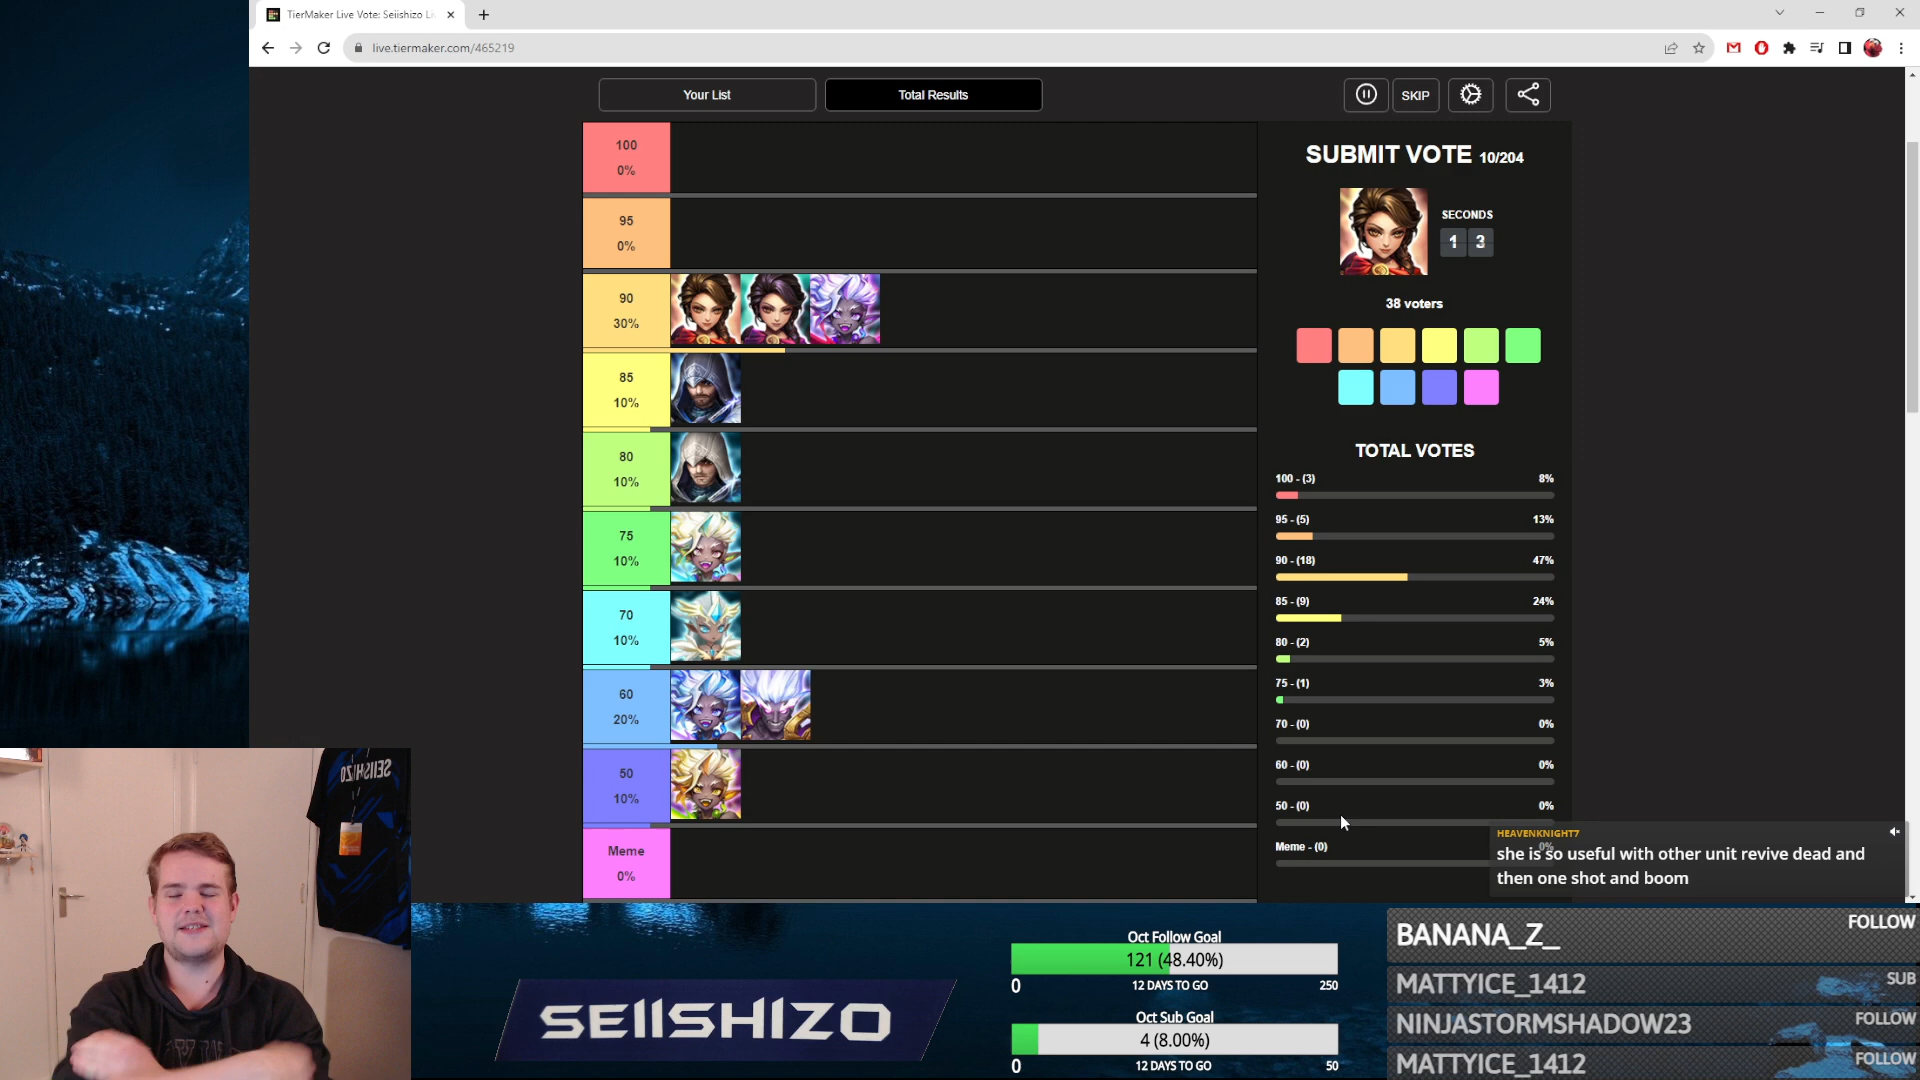 TierMaker Live Vote: Seiishizo Li
live.tiermaker.com/465219
Your List
Total Results
SKIP
100
0%
95
0%
90
30%
85
10%
80
10%
75
10%
70
10%
60
20%
50
10%
Meme
0%
SUBMIT VOTE 10/204
SECONDS
1 3
38 voters
TOTAL VOTES
100 - (3) 8%
95 - (5) 13%
90 - (18) 47%
85 - (9) 24%
80 - (2) 5%
75 - (1) 3%
70 - (0) 0%
60 - (0) 0%
50 - (0) 0%
Meme - (0) 0%
HEAVENKNIGHT7
she is so useful with other unit revive dead and
then one shot and boom
SEIISHIZO
SEIISHIZO
Oct Follow Goal
121 (48.40%)
0 12 DAYS TO GO 250
Oct Sub Goal
4 (8.00%)
0 12 DAYS TO GO 50
BANANA_Z_ FOLLOW
MATTYICE_1412 SUB
NINJASTORMSHADOW23 FOLLOW
MATTYICE_1412 FOLLOW